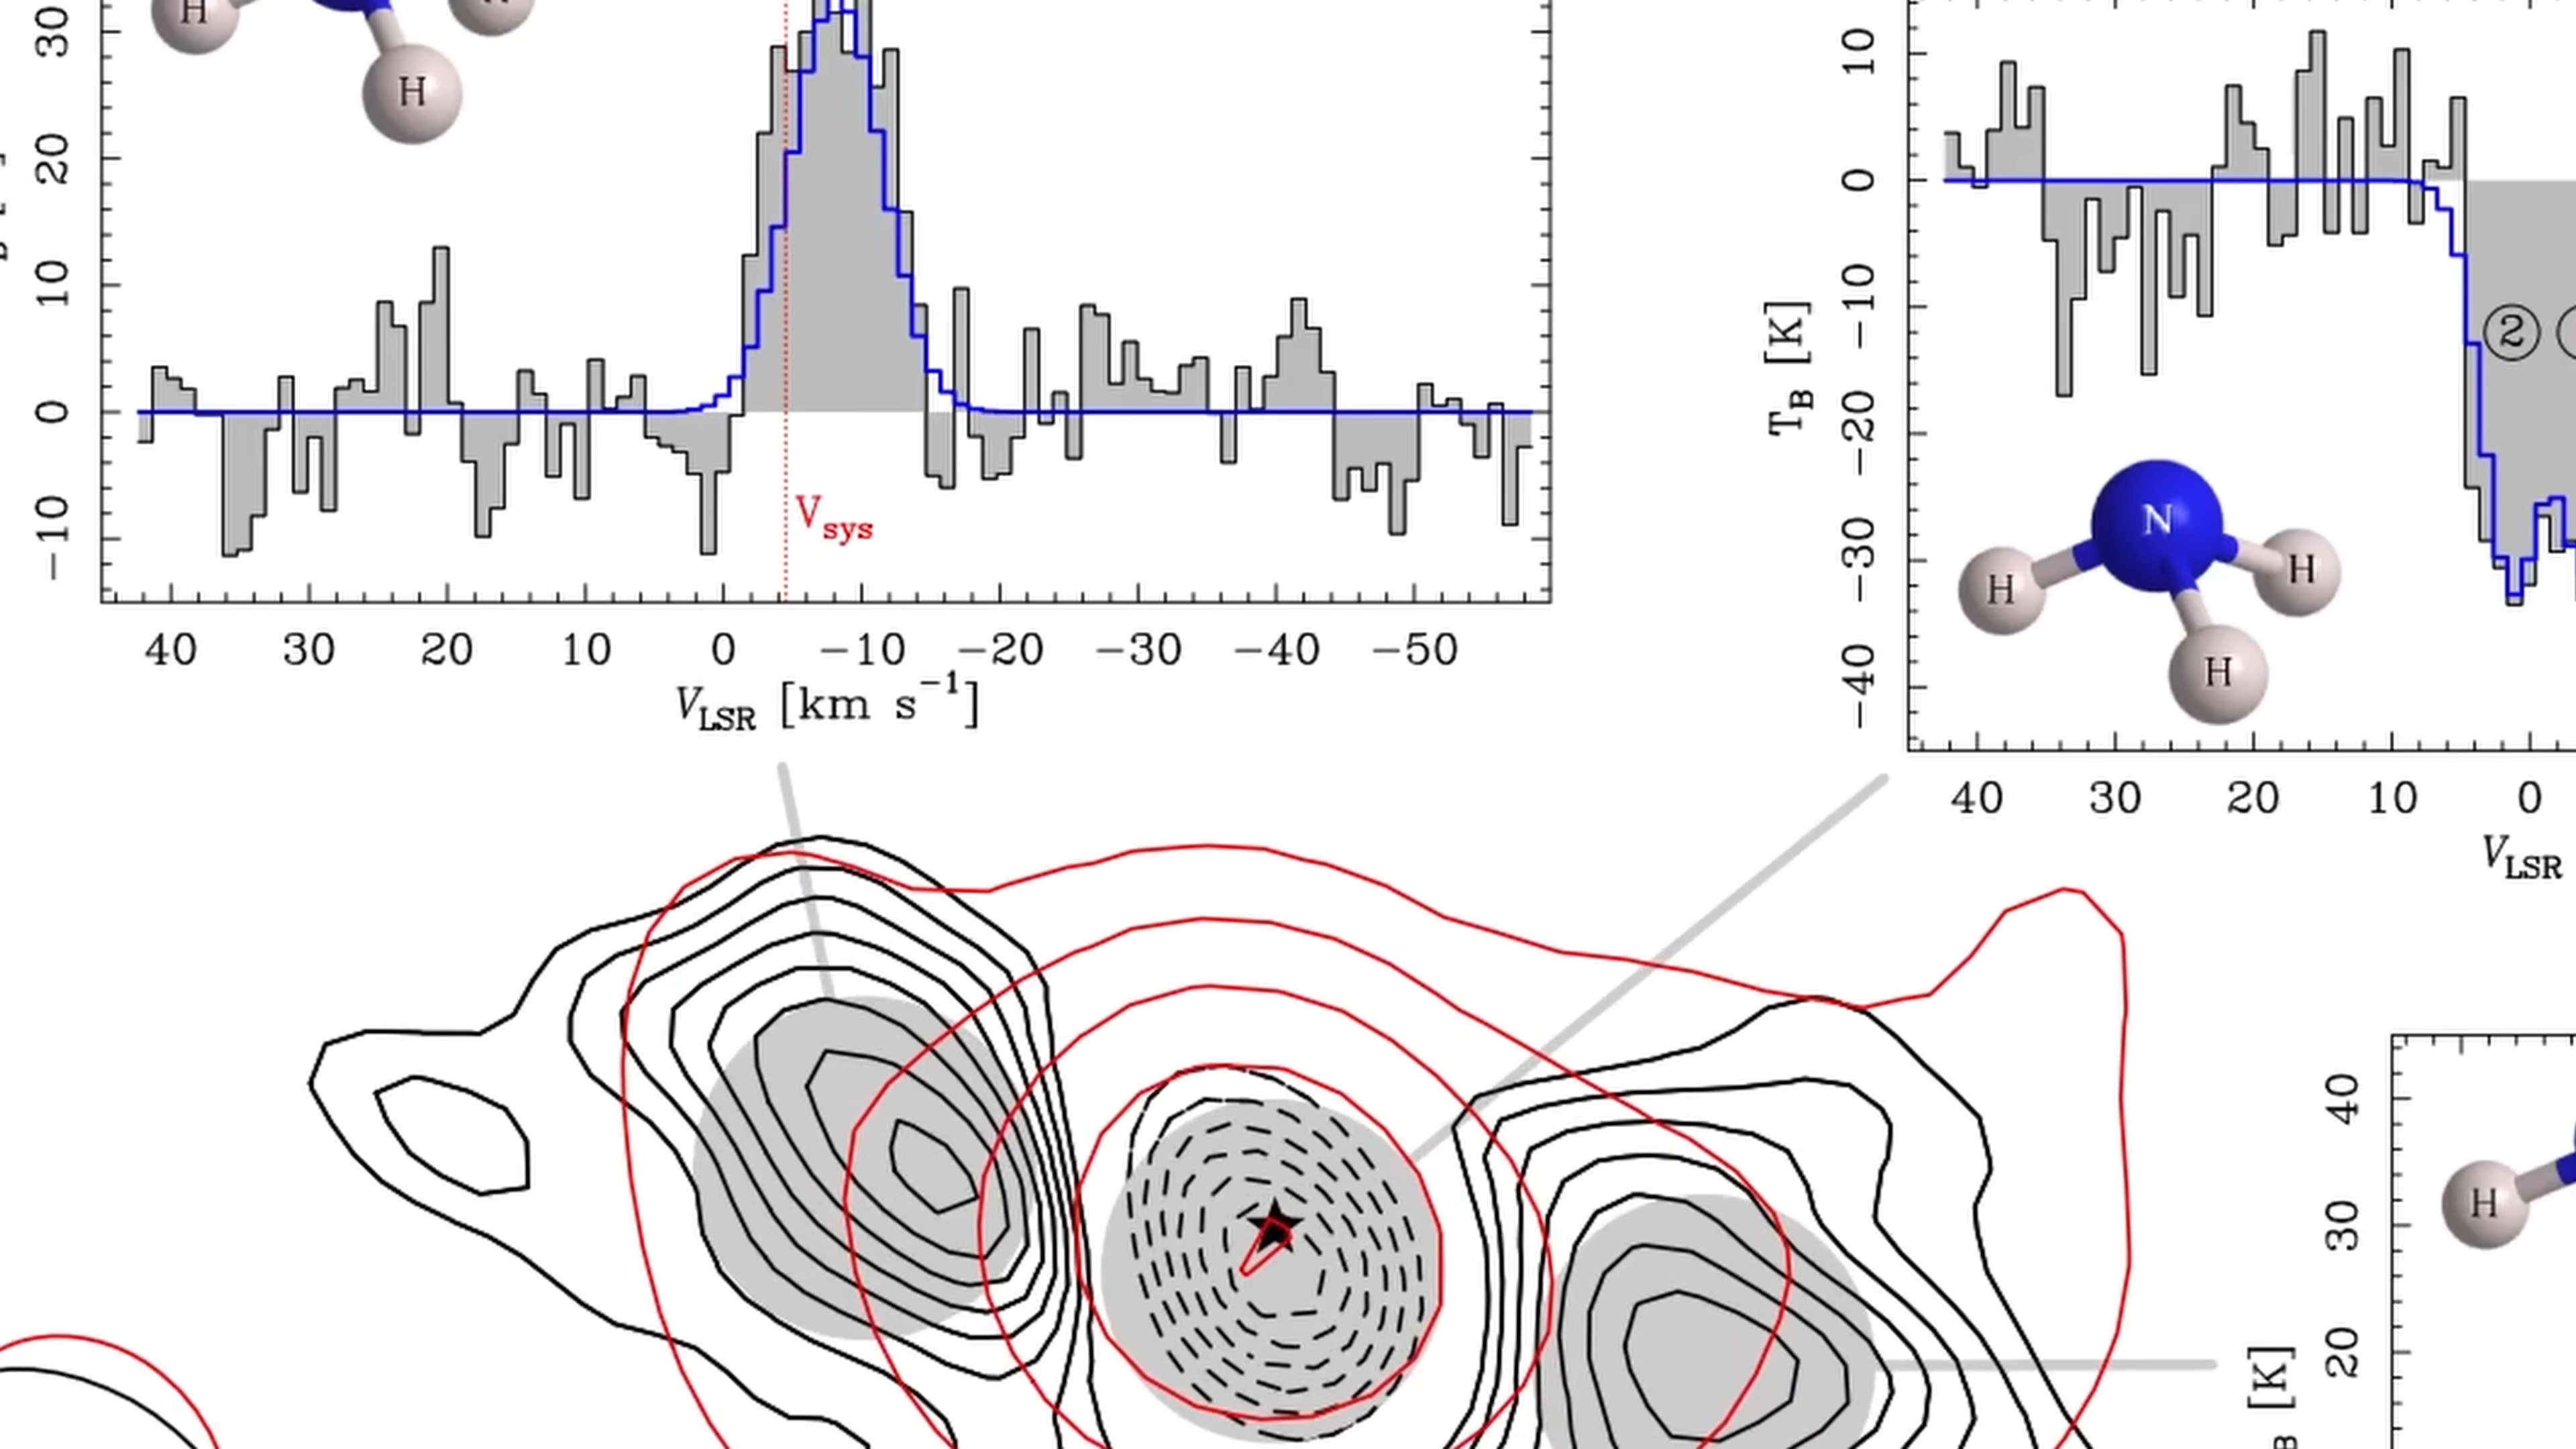 30
20
10
0
−10
H
H
V_sys
40 30 20 10 0 −10 −20 −30 −40 −50
V_LSR [km s⁻¹]
10
0
−10
−20
−30
−40
T_B [K]
②
N
H
H
H
40 30 20 10 0
V_LSR
40
30
20
[K]
H